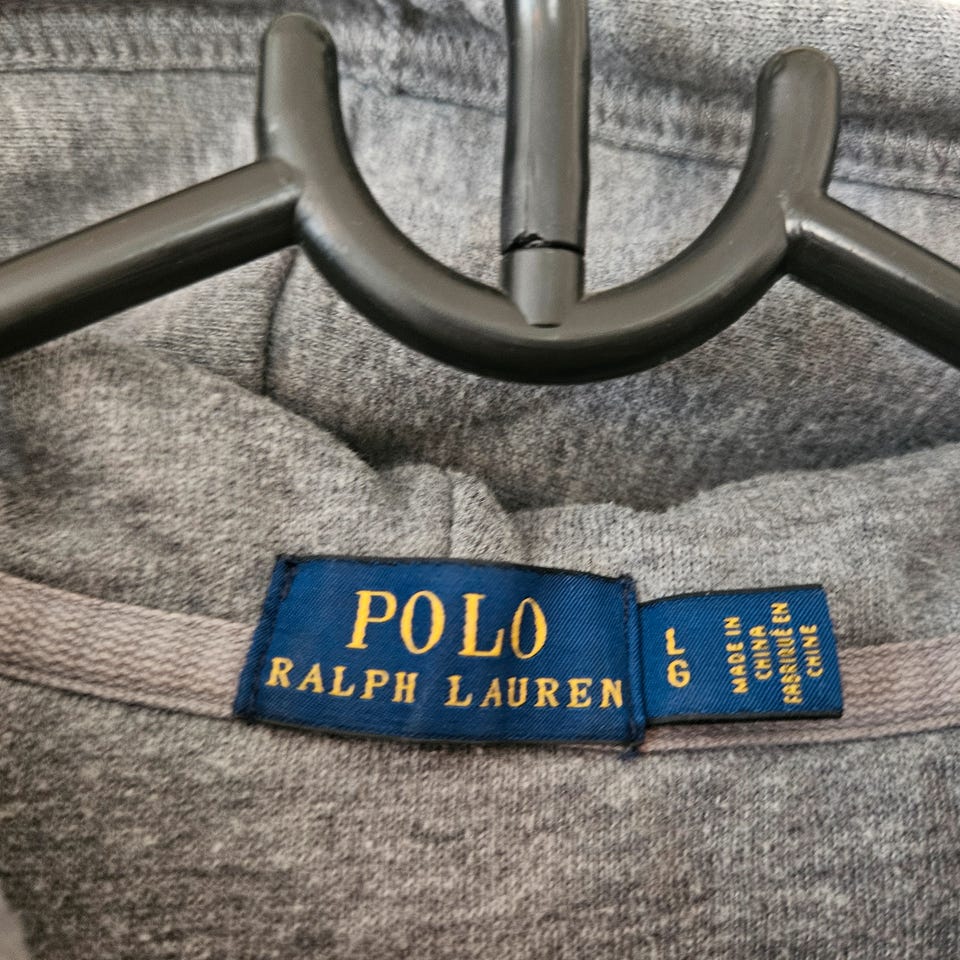 POLO
RALPH LAUREN
L
G
MADE IN
CHINA
FABRIQUÉ EN
CHINE